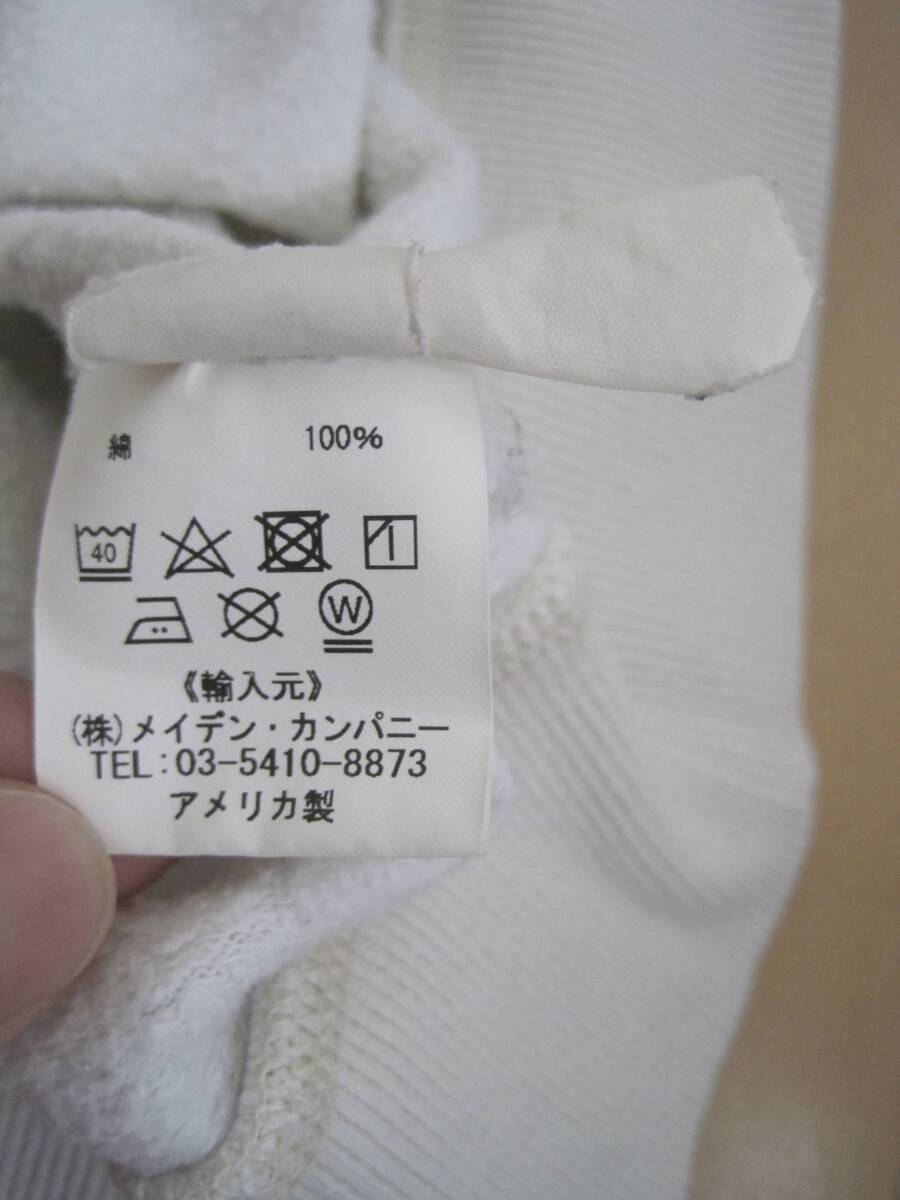 綿 100%
40
W
《輸入元》
(株)メイデン・カンパニー
TEL:03-5410-8873
アメリカ製